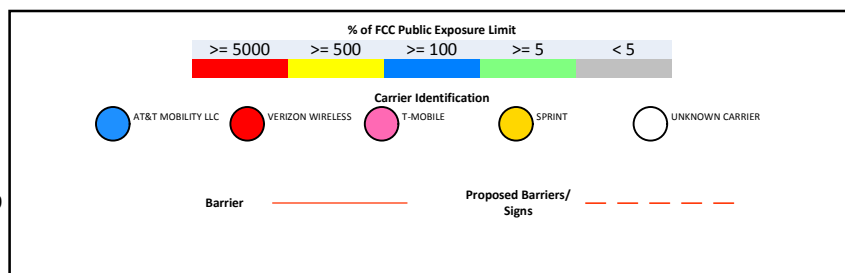 % of FCC Public Exposure Limit
>= 5000 >= 500 >= 100 >= 5 < 5
Carrier Identification
AT&T MOBILITY LLC VERIZON WIRELESS T-MOBILE SPRINT UNKNOWN CARRIER
Barrier Proposed Barriers/
Signs